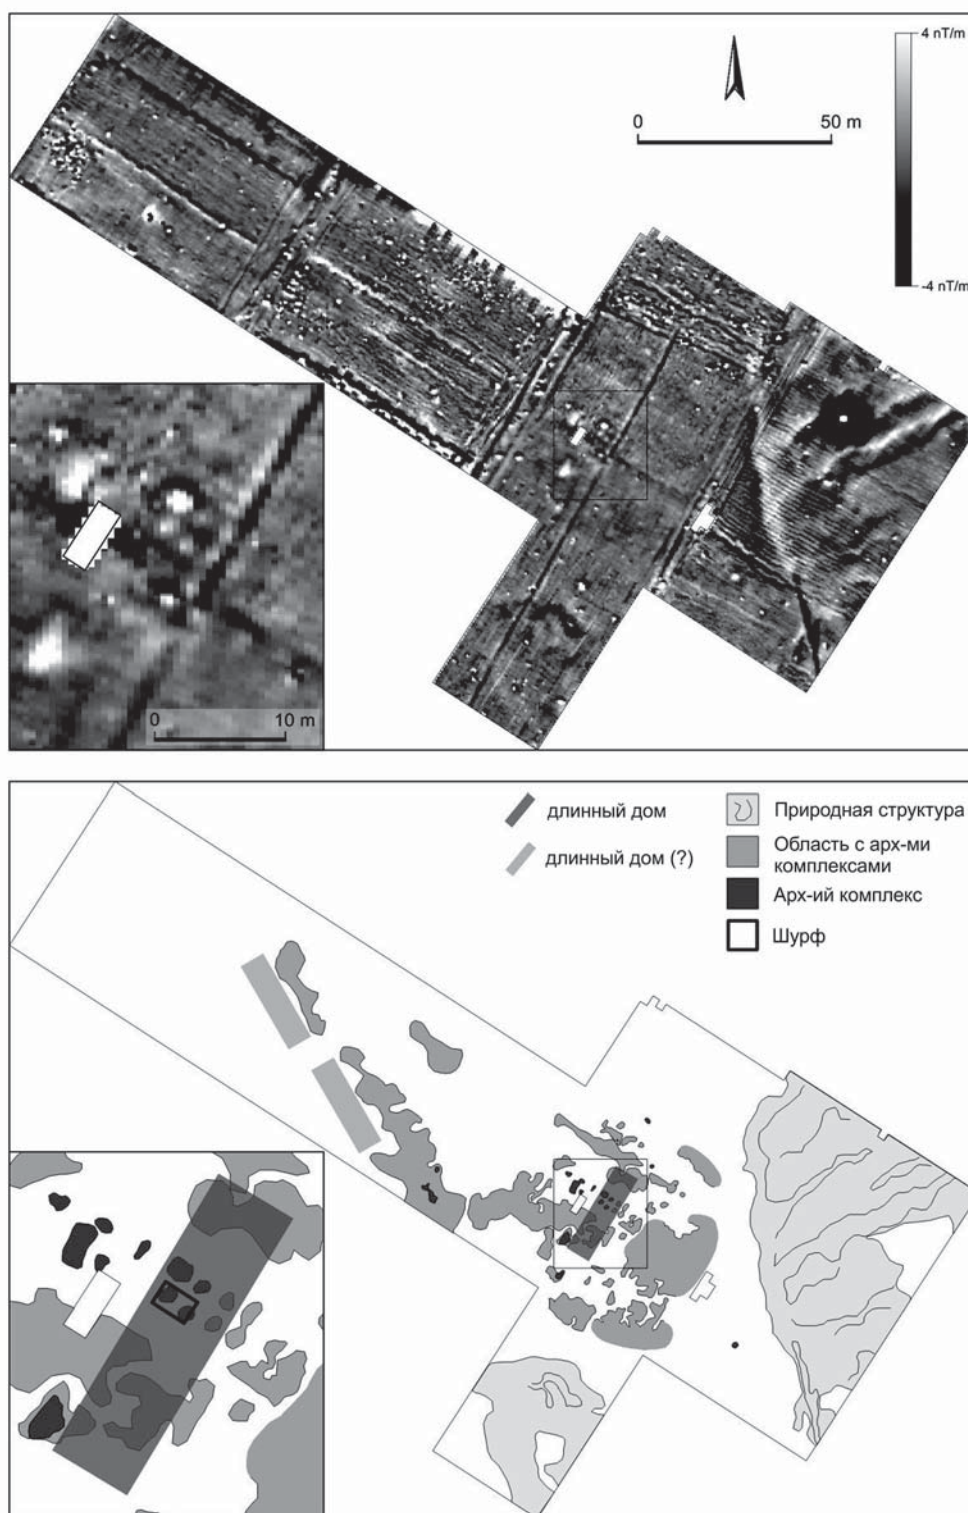 4 nT/m
0 50 m
-4 nT/m
0 10 m
длинный дом
длинный дом (?)
Природная структура
Область с арх-ми
комплексами
Арх-ий комплекс
Шурф